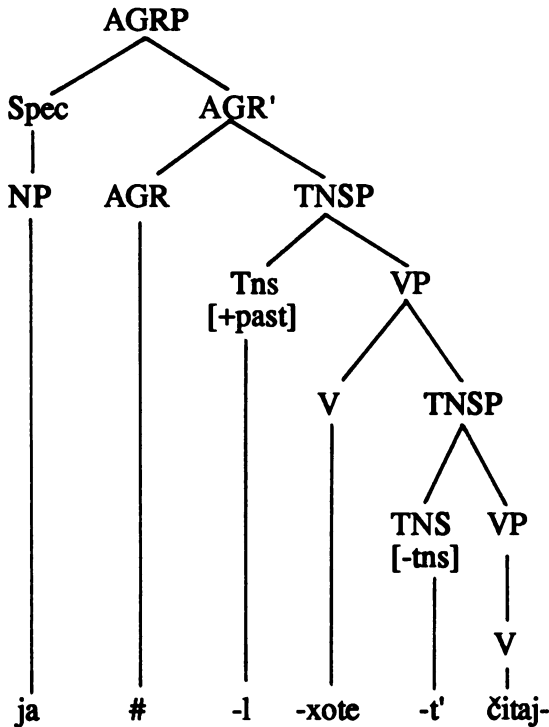 AGRP
Spec AGR'
NP AGR TNSP
Tns VP
[+past]
V TNSP
TNS VP
[-tns]
V
ja # -l -xote -t' čitaj-